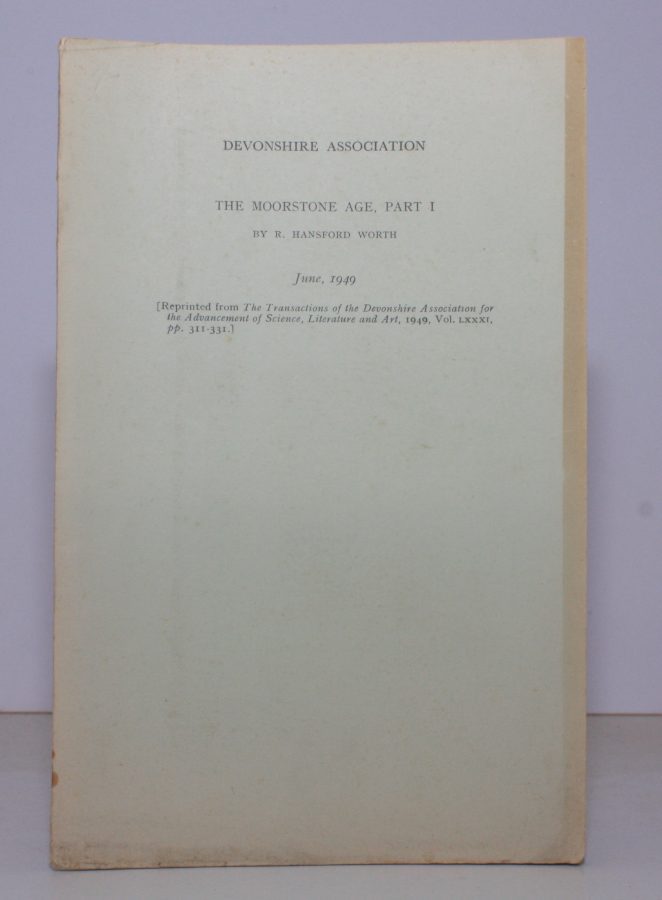 DEVONSHIRE ASSOCIATION
THE MOORSTONE AGE, PART I
BY R. HANSFORD WORTH
June, 1949
[Reprinted from The Transactions of the Devonshire Association for
the Advancement of Science, Literature and Art, 1949, Vol. LXXXI,
pp. 311-331.]